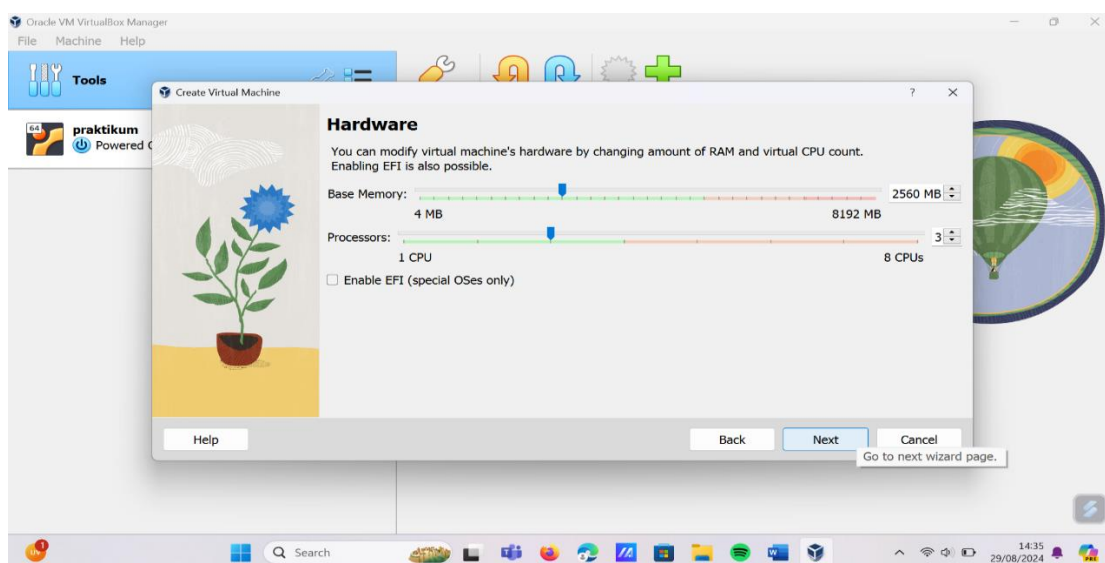 Oracle VM VirtualBox Manager
File Machine Help
Tools
64
praktikum
Powered
Create Virtual Machine
?
Hardware
You can modify virtual machine's hardware by changing amount of RAM and virtual CPU count.
Enabling EFI is also possible.
Base Memory:
2560 MB
4 MB
8192 MB
Processors:
3
1 CPU
8 CPUs
Enable EFI (special OSes only)
Help
Back
Next
Cancel
Go to next wizard page.
1
Search
14:35
29/08/2024
PRE